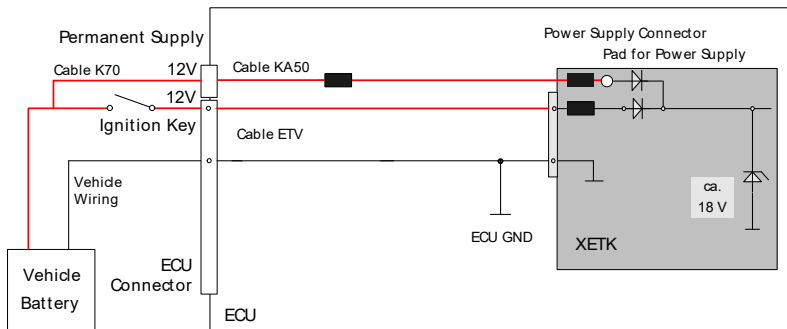 Power Supply Connector
Permanent Supply
Pad for Power Supply
Cable K70
12V
Cable KA50
12V
Ignition Key
Cable ETV
Vehicle
Wiring
ca.
18 V
ECU GND
XETK
ECU
Connector
Vehicle
Battery
ECU